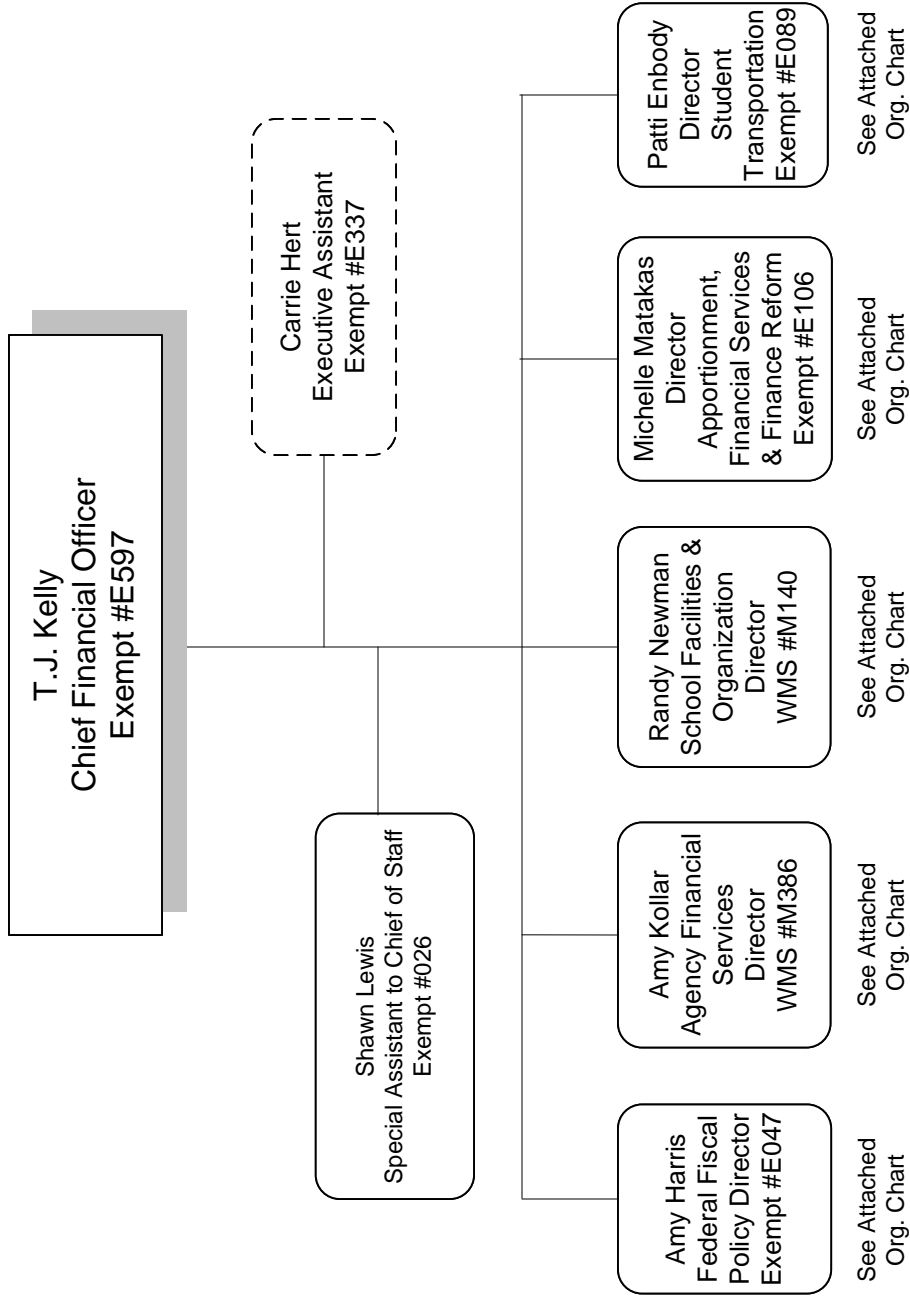 T.J. Kelly
Chief Financial Officer
Exempt #E597
Carrie Hert
Executive Assistant
Exempt #E337
Shawn Lewis
Special Assistant to Chief of Staff
Exempt #026
Amy Harris
Federal Fiscal
Policy Director
Exempt #E047
See Attached
Org. Chart
Amy Kollar
Agency Financial
Services
Director
WMS #M386
See Attached
Org. Chart
Randy Newman
School Facilities &
Organization
Director
WMS #M140
See Attached
Org. Chart
Michelle Matakas
Director
Apportionment,
Financial Services
& Finance Reform
Exempt #E106
See Attached
Org. Chart
Patti Enbody
Director
Student
Transportation
Exempt #E089
See Attached
Org. Chart